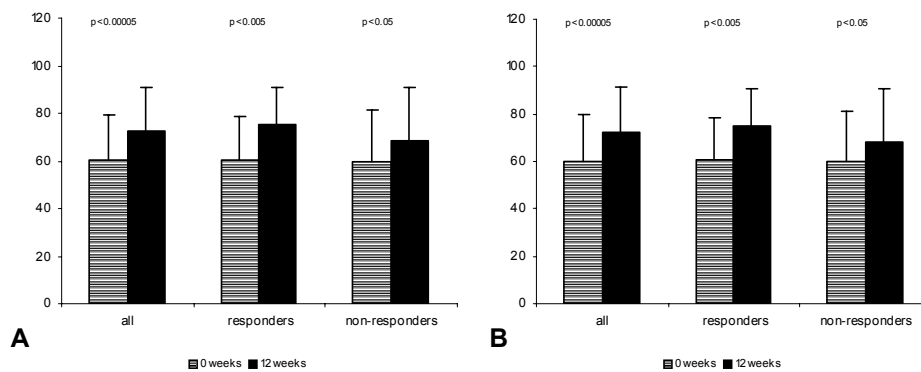 120
100
80
60
40
20
0
p<0.00005 p<0.005 p<0.05
all responders non-responders
A
0 weeks 12 weeks
120
100
80
60
40
20
0
p<0.00005 p<0.005 p<0.05
all responders non-responders
B
0 weeks 12 weeks